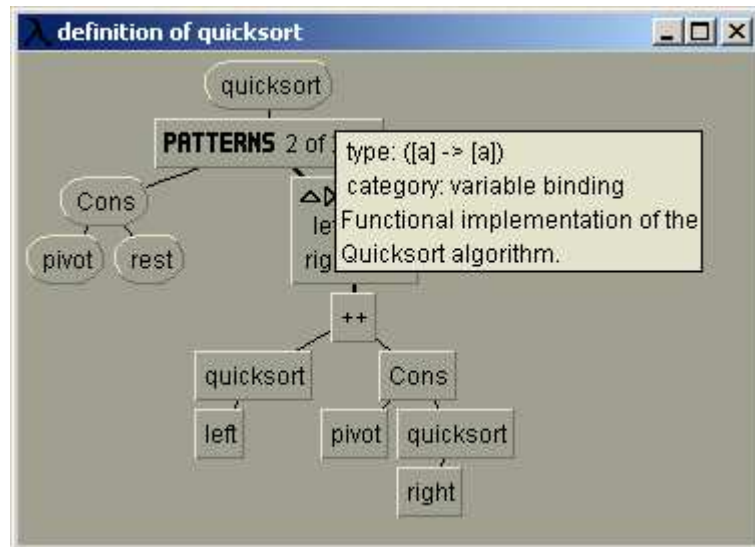 λ definition of quicksort
quicksort
PATTERNS 2 of
type: ([a] -> [a])
category: variable binding
Functional implementation of the
Quicksort algorithm.
Cons
pivot rest
++
quicksort Cons
left pivot quicksort
right